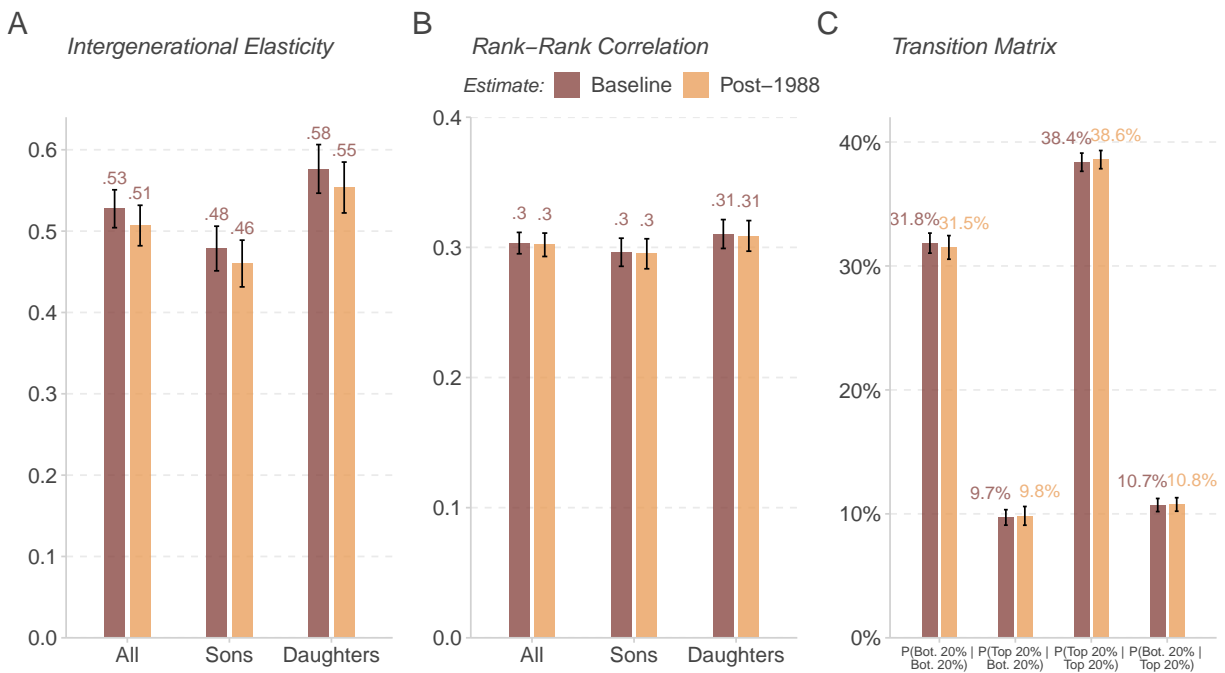 A
Intergenerational Elasticity
B
Rank−Rank Correlation
C
Transition Matrix
Estimate: Baseline Post−1988
0.6
0.5
0.4
0.3
0.2
0.1
0.0
.53
.51
.48
.46
.58
.55
All Sons Daughters
0.4
0.3
0.2
0.1
0.0
.3 .3
.3 .3
.31 .31
All Sons Daughters
40%
30%
20%
10%
0%
31.8%
31.5%
9.7% 9.8%
38.4% 38.6%
10.7% 10.8%
P(Bot. 20% | P(Top 20% | P(Top 20% | P(Bot. 20% |
Bot. 20%) Bot. 20%) Top 20%) Top 20%)